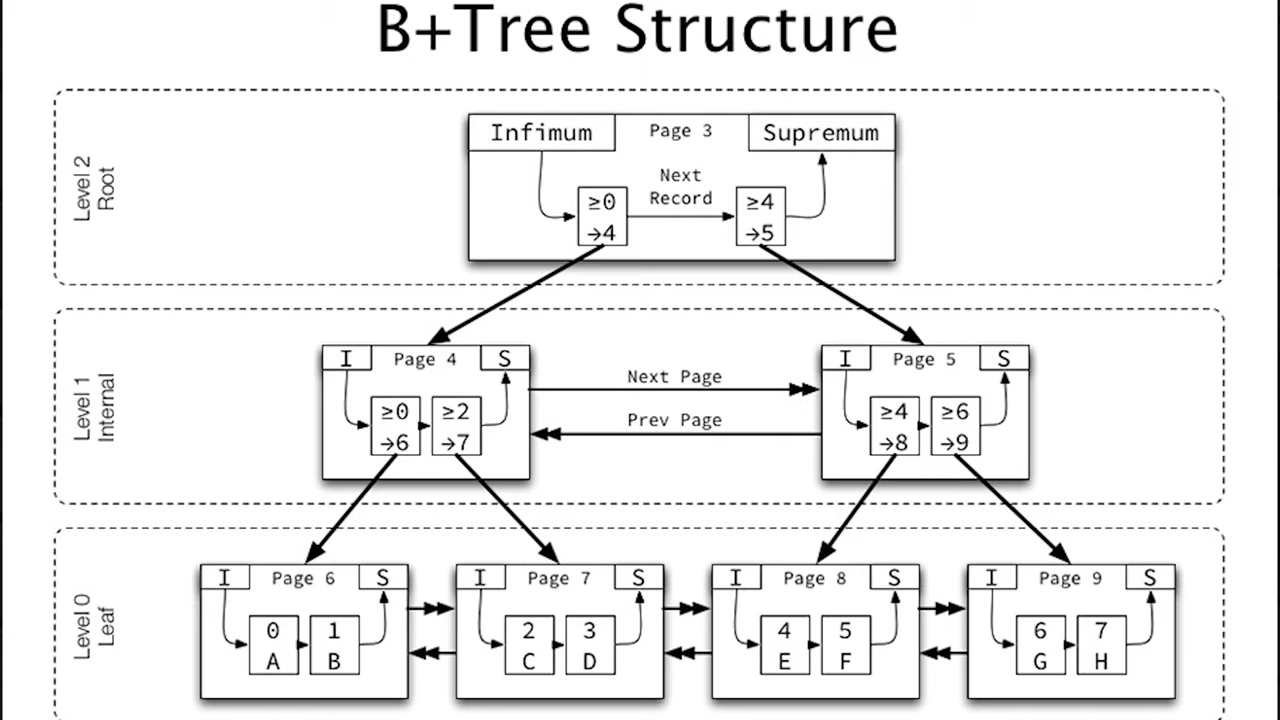 B+Tree Structure
Level 2
Root
Infimum
Page 3
Supremum
Next
Record
≥0
→4
≥4
→5
Level 1
Internal
I
Page 4
S
≥0
→6
≥2
→7
Next Page
Prev Page
I
Page 5
S
≥4
→8
≥6
→9
Level 0
Leaf
I
Page 6
S
0
A
1
B
I
Page 7
S
2
C
3
D
I
Page 8
S
4
E
5
F
I
Page 9
S
6
G
7
H